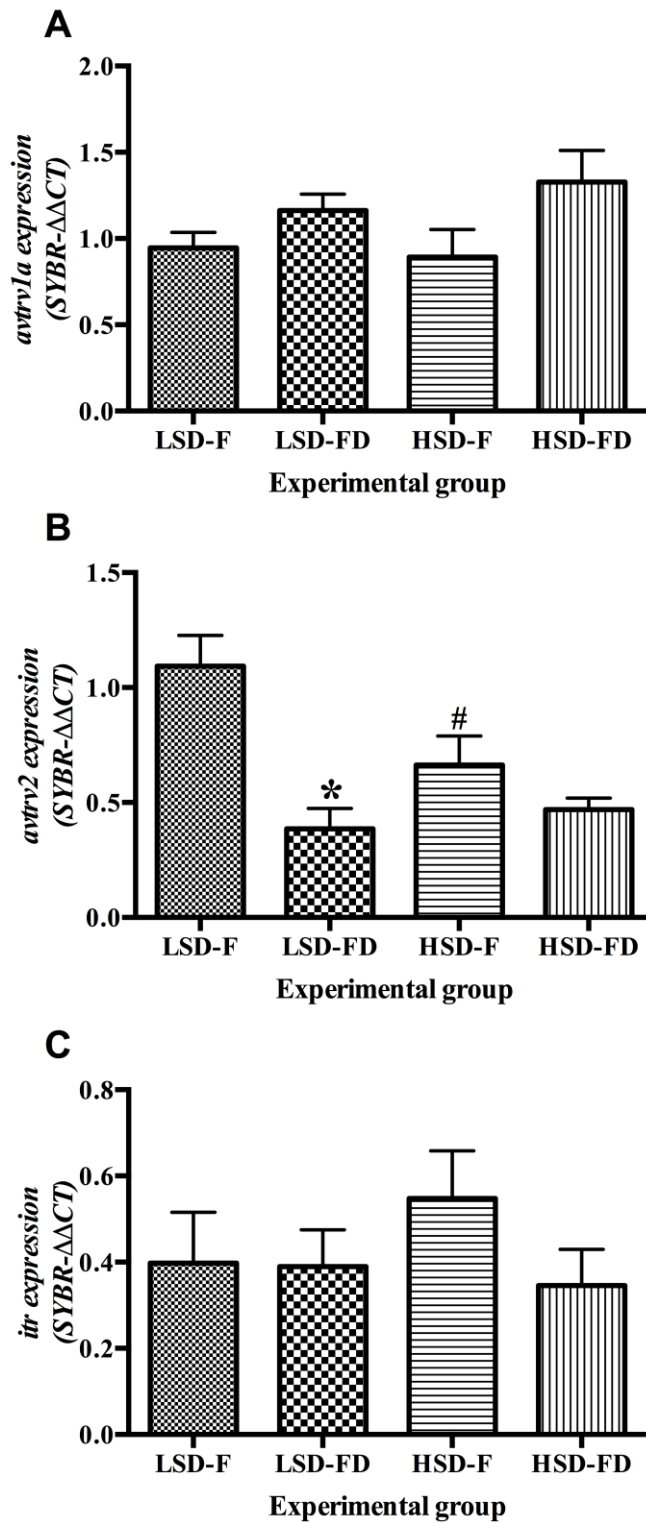 A
avtrv1a expression
(SYBR-ΔΔCT)
2.0
1.5
1.0
0.5
0.0
LSD-F LSD-FD HSD-F HSD-FD
Experimental group
B
avtrv2 expression
(SYBR-ΔΔCT)
1.5
1.0
0.5
0.0
*
#
LSD-F LSD-FD HSD-F HSD-FD
Experimental group
C
itr expression
(SYBR-ΔΔCT)
0.8
0.6
0.4
0.2
0.0
LSD-F LSD-FD HSD-F HSD-FD
Experimental group